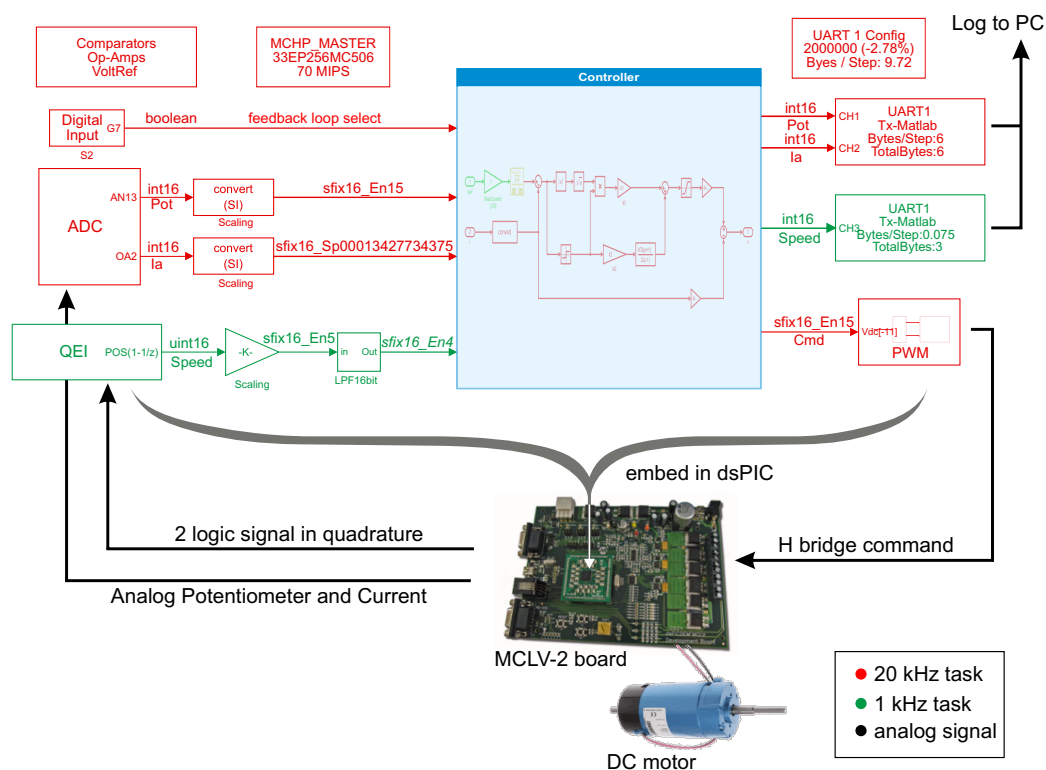 Log to PC
Comparators
Op-Amps
VoltRef
MCHP_MASTER
33EP256MC506
70 MIPS
UART 1 Config
2000000 (-2.78%)
Byes / Step: 9.72
Controller
Digital
Input
G7
S2
boolean
feedback loop select
ADC
AN13
OA2
int16
Pot
convert
(SI)
Scaling
sfix16_En15
int16
Ia
convert
(SI)
Scaling
sfix16_Sp00013427734375
QEI
POS(1-1/z)
uint16
Speed
-K-
Scaling
sfix16_En5
in
Out
LPF16bit
sfix16_En4
convert
int16
Pot
int16
Ia
CH1
CH2
UART1
Tx-Matlab
Bytes/Step:6
TotalBytes:6
int16
Speed
CH3
UART1
Tx-Matlab
Bytes/Step:0.075
TotalBytes:3
sfix16_En15
Cmd
Vdc[-11]
PWM
embed in dsPIC
2 logic signal in quadrature
H bridge command
Analog Potentiometer and Current
Development Board
MCLV-2 board
DC motor
20 kHz task
1 kHz task
analog signal